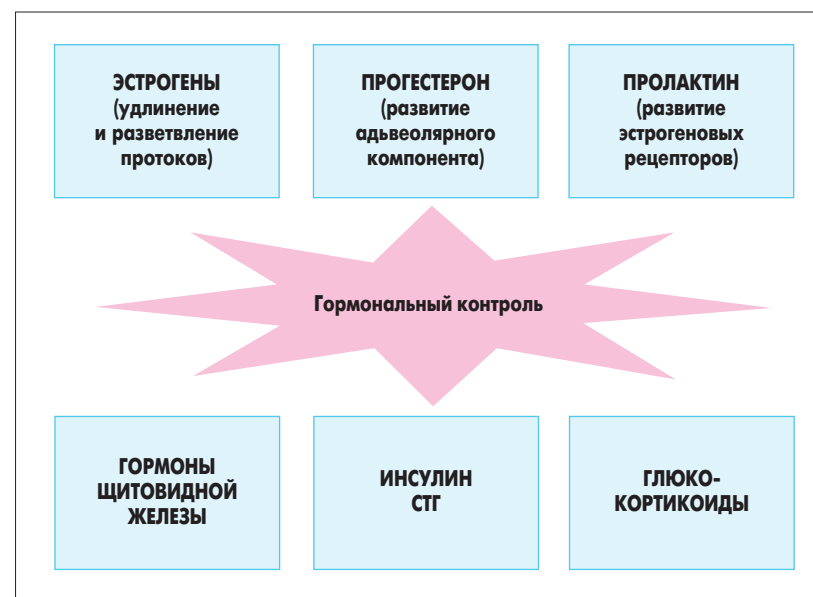 ЭСТРОГЕНЫ
(удлинение
и разветвление
протоков)
ПРОГЕСТЕРОН
(развитие
адьвеолярного
компонента)
ПРОЛАКТИН
(развитие
эстрогеновых
рецепторов)
Гормональный контроль
ГОРМОНЫ
ЩИТОВИДНОЙ
ЖЕЛЕЗЫ
ИНСУЛИН
СТГ
ГЛЮКО-
КОРТИКОИДЫ